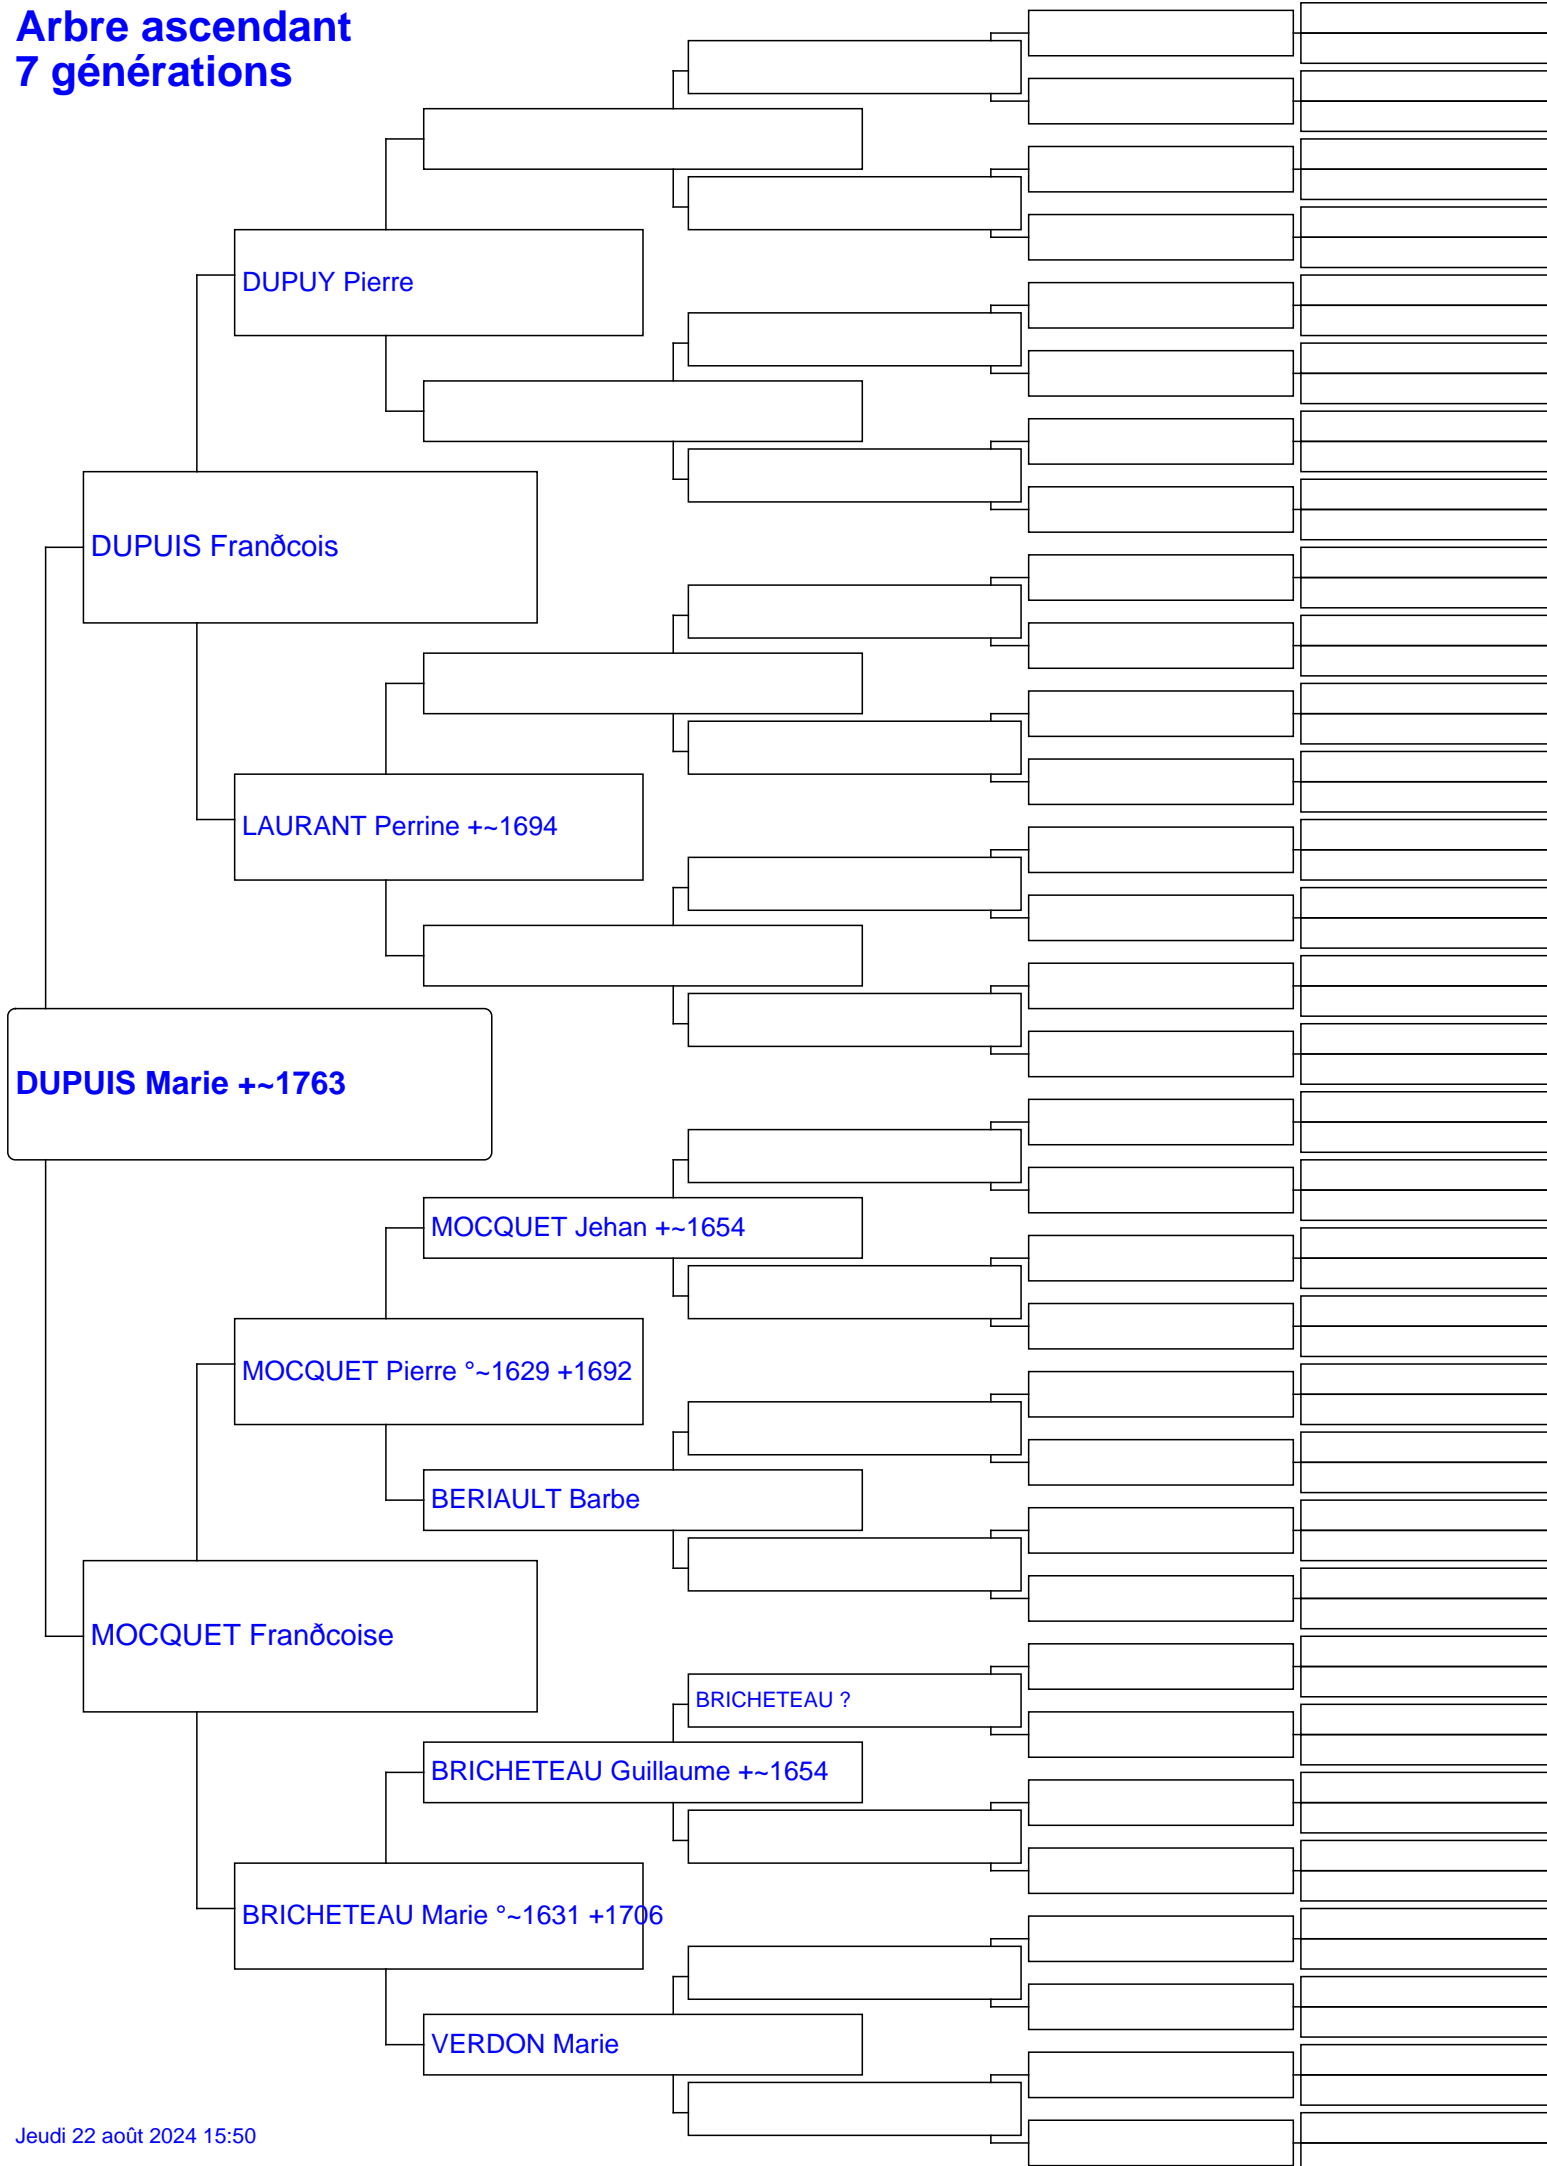 Arbre ascendant
7 générations
DUPUY Pierre
DUPUIS Franðcois
LAURANT Perrine +~1694
DUPUIS Marie +~1763
MOCQUET Jehan +~1654
MOCQUET Pierre °~1629 +1692
BERIAULT Barbe
MOCQUET Franðcoise
BRICHETEAU ?
BRICHETEAU Guillaume +~1654
BRICHETEAU Marie °~1631 +1706
VERDON Marie
Jeudi 22 août 2024 15:50